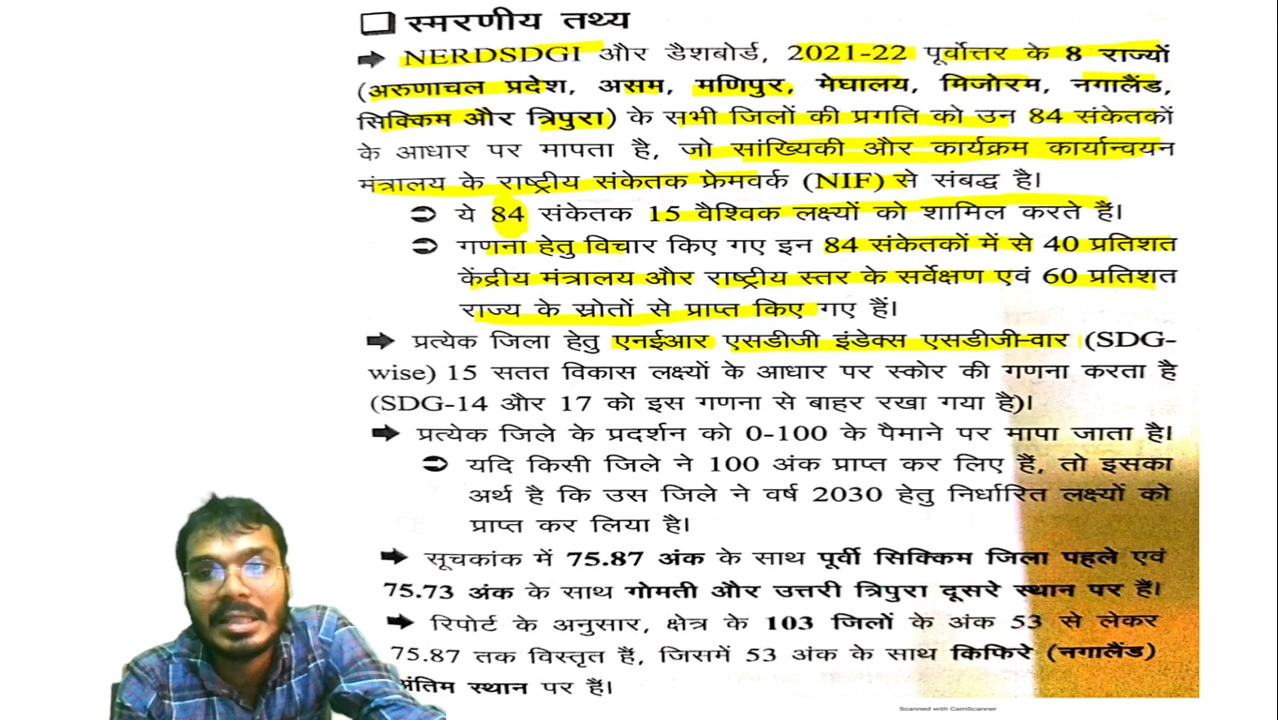 ❑ स्मरणीय तथ्य
➡ NERDSDGI और डैशबोर्ड, 2021-22 पूर्वोत्तर के 8 राज्यों
(अरुणाचल प्रदेश, असम, मणिपुर, मेघालय, मिजोरम, नगालैंड,
सिक्किम और त्रिपुरा) के सभी जिलों की प्रगति को उन 84 संकेतकों
के आधार पर मापता है, जो सांख्यिकी और कार्यक्रम कार्यान्वयन
मंत्रालय के राष्ट्रीय संकेतक फ्रेमवर्क (NIF) से संबद्ध है।
➲ ये 84 संकेतक 15 वैश्विक लक्ष्यों को शामिल करते हैं।
➲ गणना हेतु विचार किए गए इन 84 संकेतकों में से 40 प्रतिशत
केंद्रीय मंत्रालय और राष्ट्रीय स्तर के सर्वेक्षण एवं 60 प्रतिशत
राज्य के स्रोतों से प्राप्त किए गए हैं।
➡ प्रत्येक जिला हेतु एनईआर एसडीजी इंडेक्स एसडीजी-वार (SDG-
wise) 15 सतत विकास लक्ष्यों के आधार पर स्कोर की गणना करता है
(SDG-14 और 17 को इस गणना से बाहर रखा गया है)।
➡ प्रत्येक जिले के प्रदर्शन को 0-100 के पैमाने पर मापा जाता है।
➲ यदि किसी जिले ने 100 अंक प्राप्त कर लिए हैं, तो इसका
अर्थ है कि उस जिले ने वर्ष 2030 हेतु निर्धारित लक्ष्यों को
प्राप्त कर लिया है।
➡ सूचकांक में 75.87 अंक के साथ पूर्वी सिक्किम जिला पहले एवं
75.73 अंक के साथ गोमती और उत्तरी त्रिपुरा दूसरे स्थान पर हैं।
➡ रिपोर्ट के अनुसार, क्षेत्र के 103 जिलों के अंक 53 से लेकर
75.87 तक विस्तृत हैं, जिसमें 53 अंक के साथ किफिरे (नगालैंड)
अंतिम स्थान पर हैं।
Scanned with CamScanner